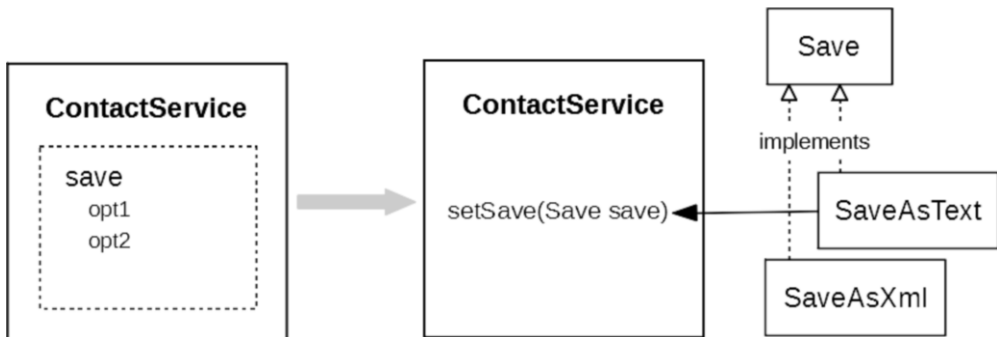 ContactService
save
opt1
opt2
ContactService
setSave(Save save)
Save
implements
SaveAsText
SaveAsXml